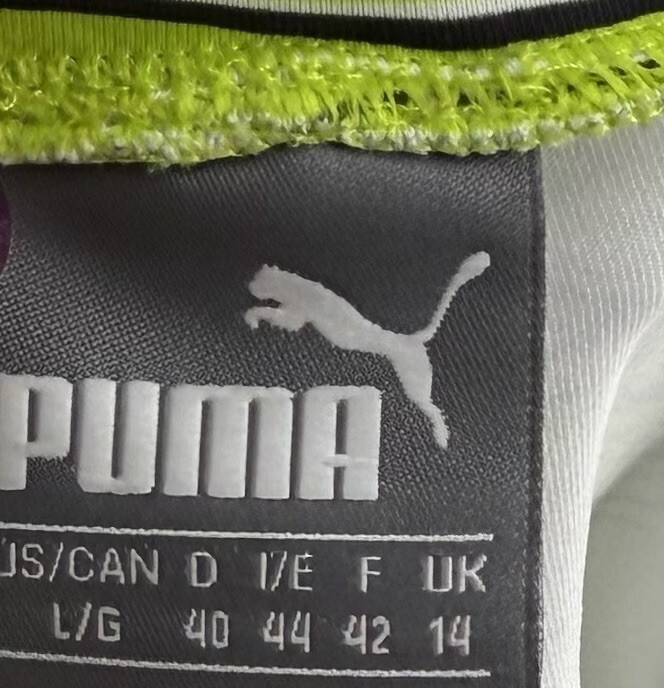 PUMA
US/CAN D I/E F UK
L/G 40 44 42 14